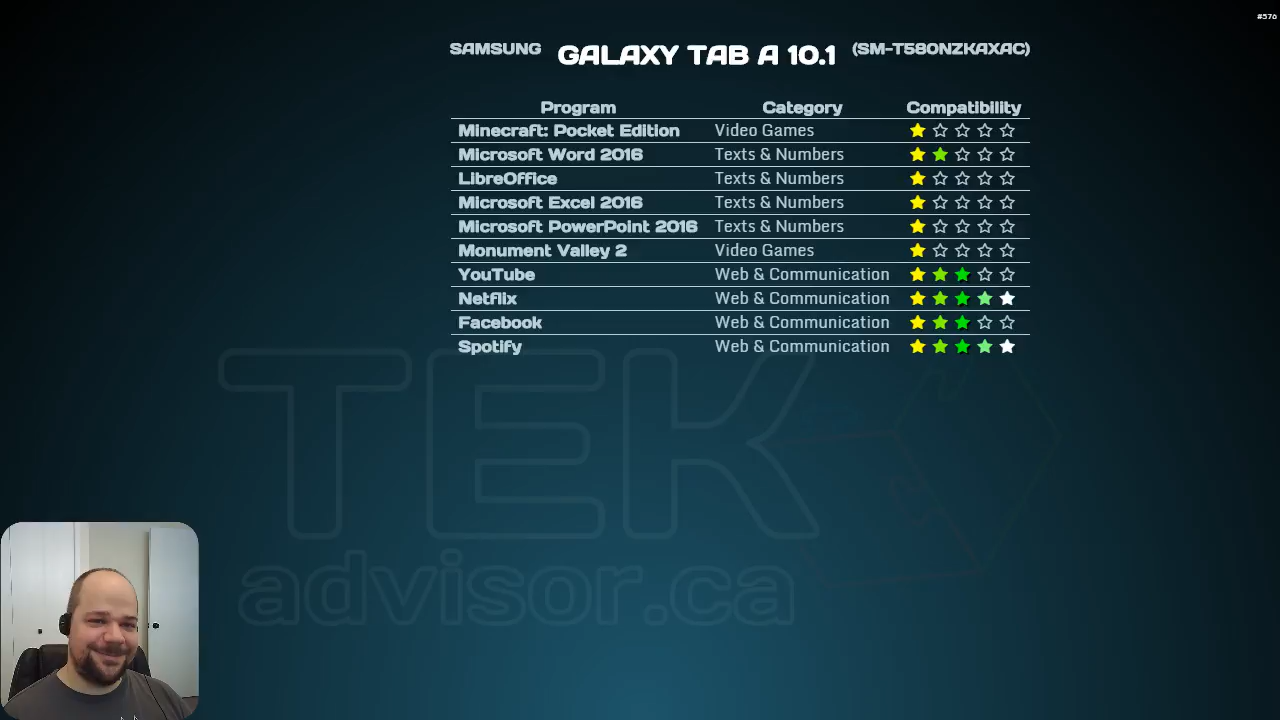 #576
SAMSUNG GALAXY TAB A 10.1 (SM-T580NZKAXAC)
Program Category Compatibility
Minecraft: Pocket Edition Video Games
Microsoft Word 2016 Texts & Numbers
LibreOffice Texts & Numbers
Microsoft Excel 2016 Texts & Numbers
Microsoft PowerPoint 2016 Texts & Numbers
Monument Valley 2 Video Games
YouTube Web & Communication
Netflix Web & Communication
Facebook Web & Communication
Spotify Web & Communication
TEK
advisor.ca